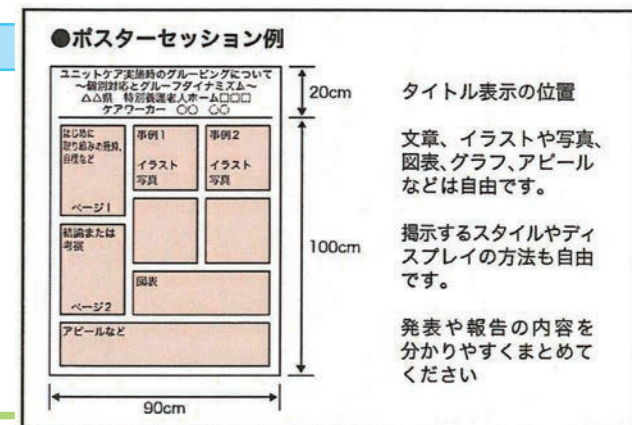 ●ポスターセッション例
ユニットケア実施時のグルーピングについて
〜個別対応とグループダイナミズム〜
△△県 特別養護老人ホーム□□□
ケアワーカー ○○ ○○
20cm
タイトル表示の位置
はじめに
取り組みの経緯、
自標など
ページ1
事例1
イラスト
写真
事例2
イラスト
写真
文章、イラストや写真、
図表、グラフ、アピール
などは自由です。
結論または
考察
ページ2
図表
アピールなど
100cm
掲示するスタイルやディ
スプレイの方法も自由
です。
発表や報告の内容を
分かりやすくまとめて
ください
90cm